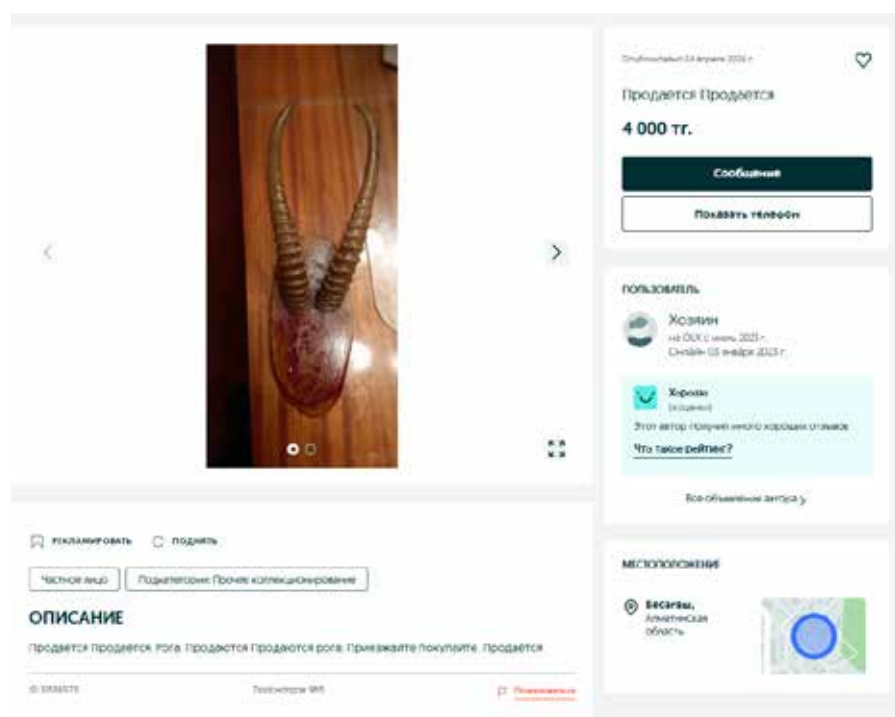 Продается Продается
4 000 тг.
Сообщение
Показать телефон
ПОЛЬЗОВАТЕЛЬ
Хозяин
Хорошо
Этот автор получил много хороших отзывов
Что такое рейтинг?
Все объявления автора
РЕКЛАМИРОВАТЬ
ПОДНЯТЬ
Частное лицо
Подкатегории: Прочее коллекционирование
ОПИСАНИЕ
Продается Продается. Рога. Продаются Продаются рога. Приезжайте покупайте. Продается
Пожаловаться
МЕСТОПОЛОЖЕНИЕ
Бесагаш,
Алматинская
область